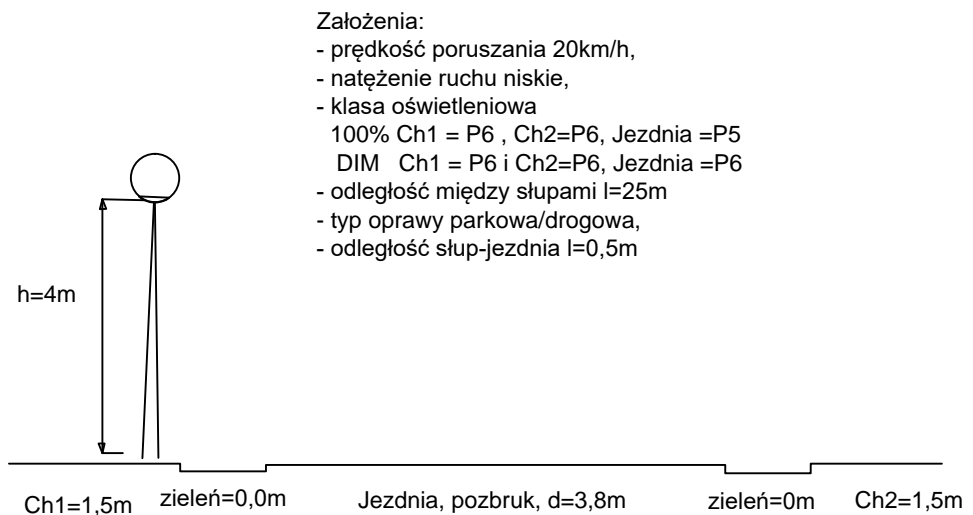 Założenia:
- prędkość poruszania 20km/h,
- natężenie ruchu niskie,
- klasa oświetleniowa
100% Ch1 = P6 , Ch2=P6, Jezdnia =P5
DIM Ch1 = P6 i Ch2=P6, Jezdnia =P6
- odległość między słupami l=25m
- typ oprawy parkowa/drogowa,
- odległość słup-jezdnia l=0,5m
h=4m
Ch1=1,5m zieleń=0,0m Jezdnia, pozbruk, d=3,8m zieleń=0m Ch2=1,5m